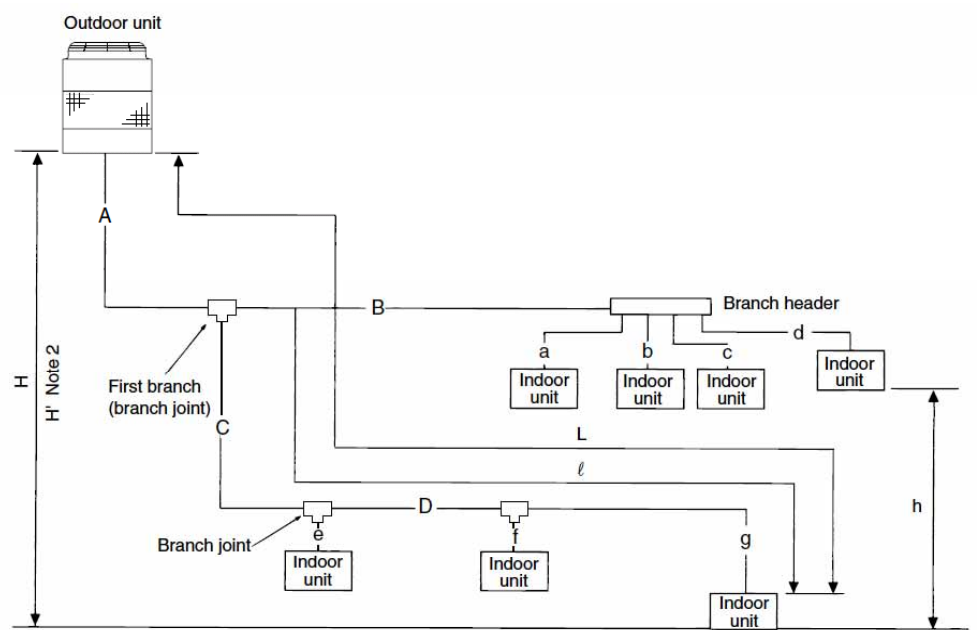 Outdoor unit
A
H
H' Note 2
First branch
(branch joint)
B
Branch header
a
b
c
d
Indoor
unit
Indoor
unit
Indoor
unit
Indoor
unit
C
L
ℓ
h
D
Branch joint
e
f
g
Indoor
unit
Indoor
unit
Indoor
unit